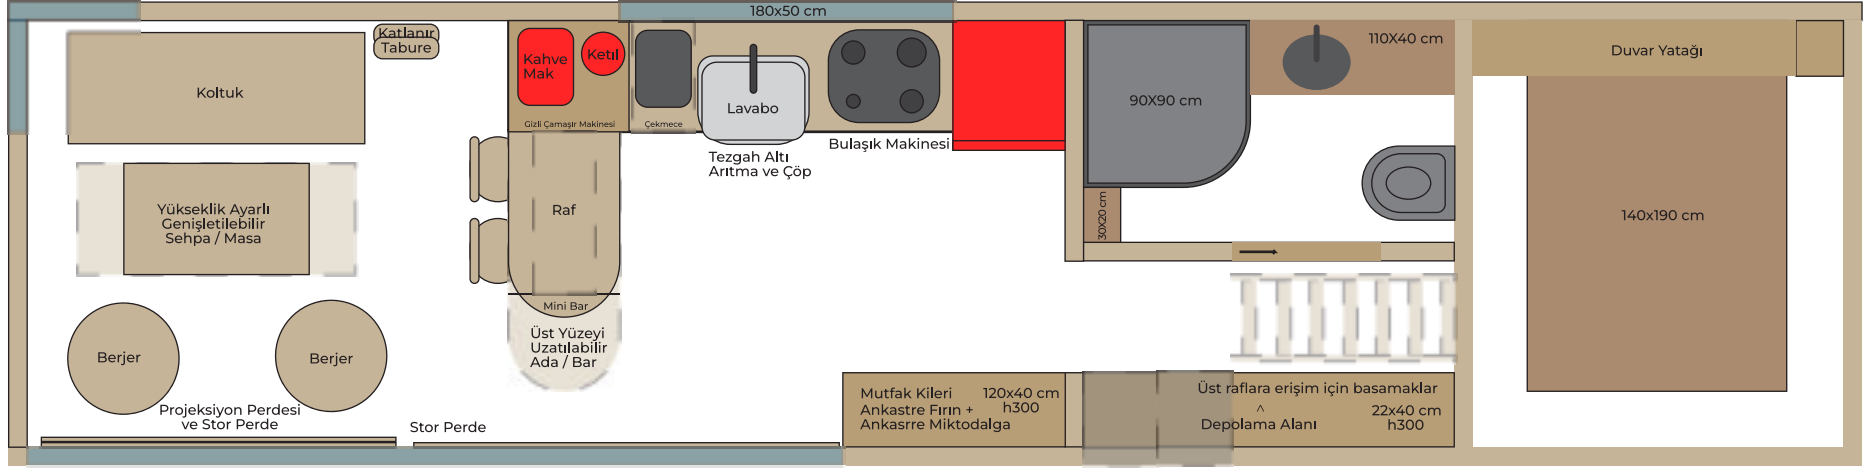 180x50 cm
Katlanır
Tabure
Koltuk
Kahve
Mak
Ketıl
Gizli Çamaşır Makinesi
Çekmece
Lavabo
Tezgah Altı
Arıtma ve Çöp
Bulaşık Makinesi
90X90 cm
110X40 cm
30X20 cm
Duvar Yatağı
140x190 cm
Yükseklik Ayarlı
Genişletilebilir
Sehpa / Masa
Raf
Mini Bar
Üst Yüzeyi
Uzatılabilir
Ada / Bar
Berjer
Berjer
Projeksiyon Perdesi
ve Stor Perde
Stor Perde
Mutfak Kileri
Ankastre Fırın +
Ankasrre Miktodalga
120x40 cm
h300
Üst raflara erişim için basamaklar
^
Depolama Alanı
22x40 cm
h300